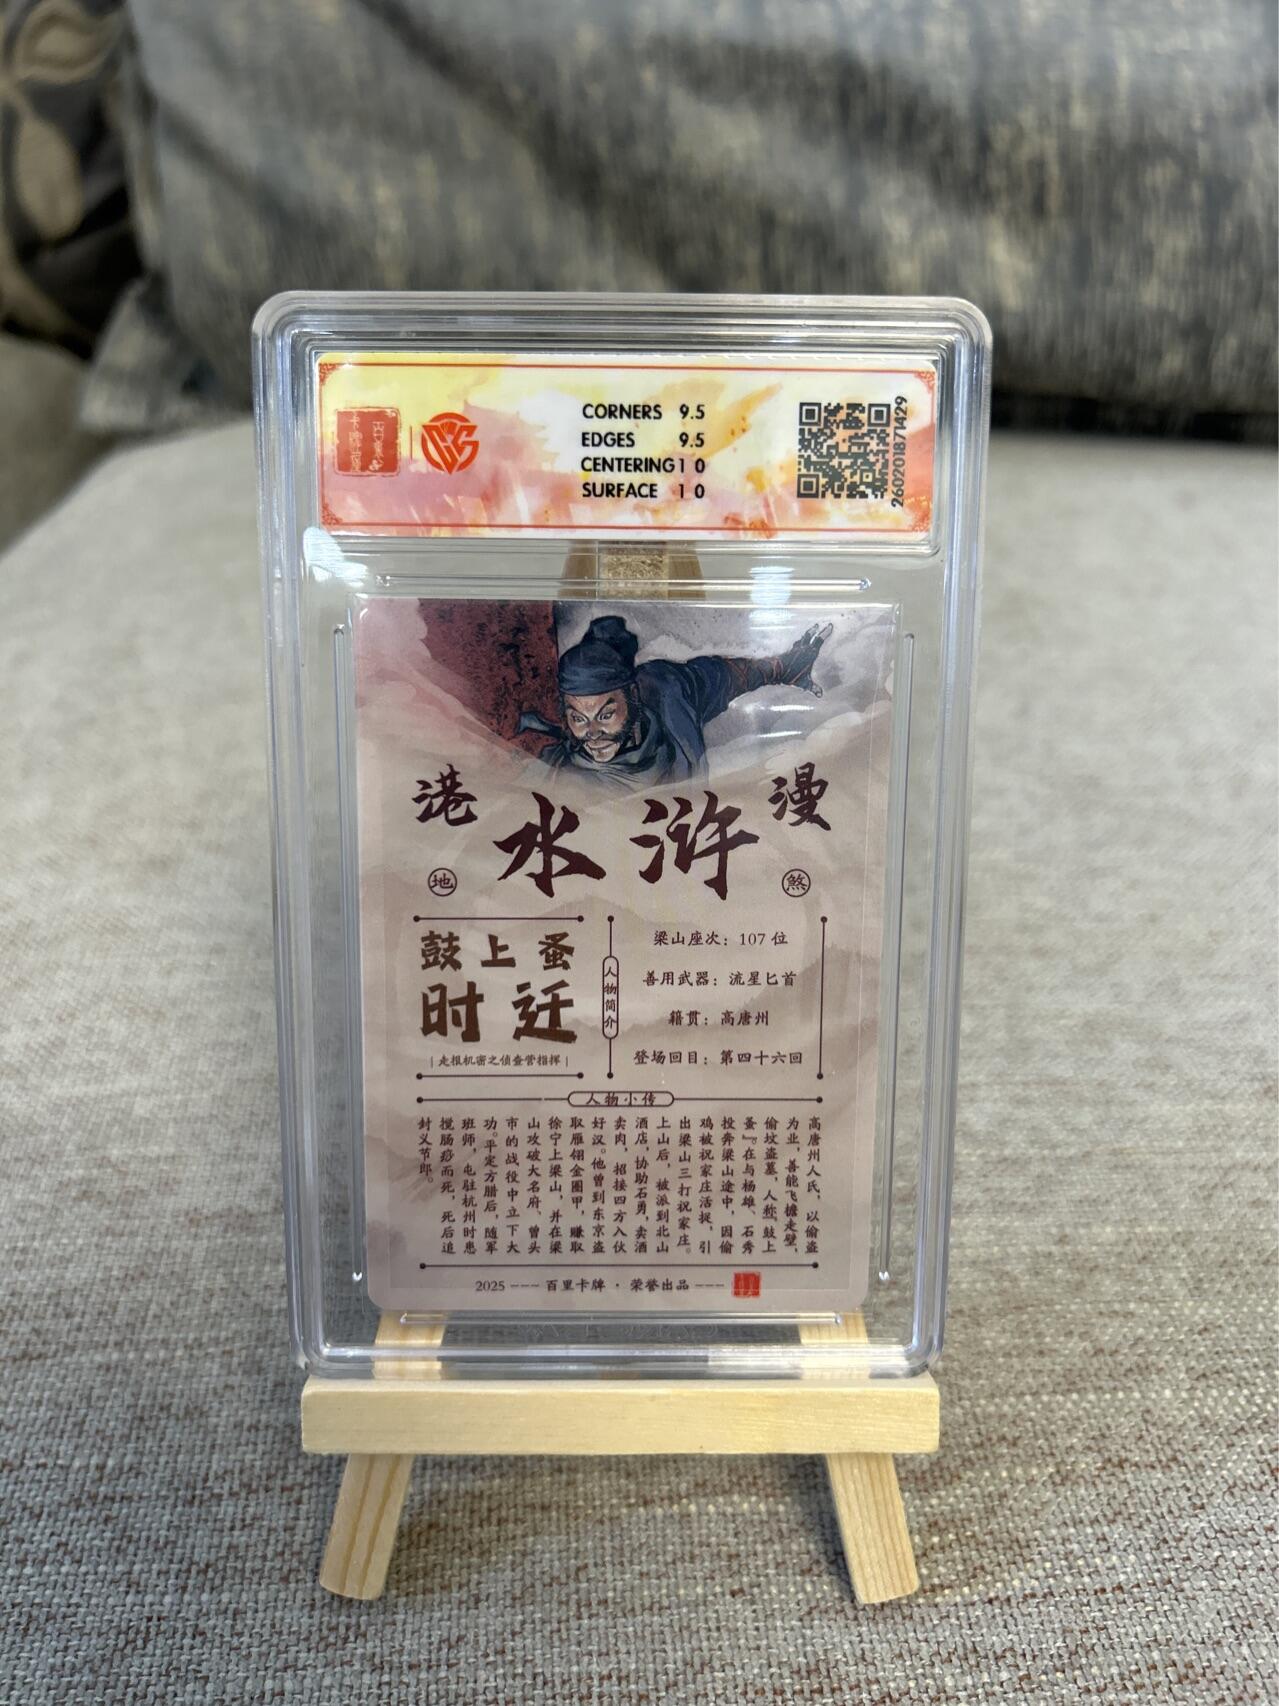 CORNERS 9.5
EDGES 9.5
CENTERING 10
SURFACE 10
260201871429
港 水浒 漫
地 煞
鼓上蚤
时迁
走报机密之侦查营指挥
人物简介
梁山座次：107 位
善用武器：流星匕首
籍贯：高唐州
登场回目：第四十六回
人物小传
高唐州人氏，以偷盗
为业，善能飞檐走壁，
偷坟盗墓，人称“鼓上
蚤”。在与杨雄、石秀
投奔梁山途中，因偷
鸡被祝家庄活捉，引
出梁山三打祝家庄。
上山后，被派到北山
酒店，协助石勇，卖酒
卖肉，招接四方入伙
好汉。他曾到东京盗
取雁翎金圈甲，赚取
徐宁上梁山，并在梁
山攻破大名府、曾头
市的战役中立下大
功。平定方腊后，随军
班师，屯驻杭州时患
搅肠痧而死，死后追
封义节郎。
2025 --- 百里卡牌 · 荣誉出品 ---